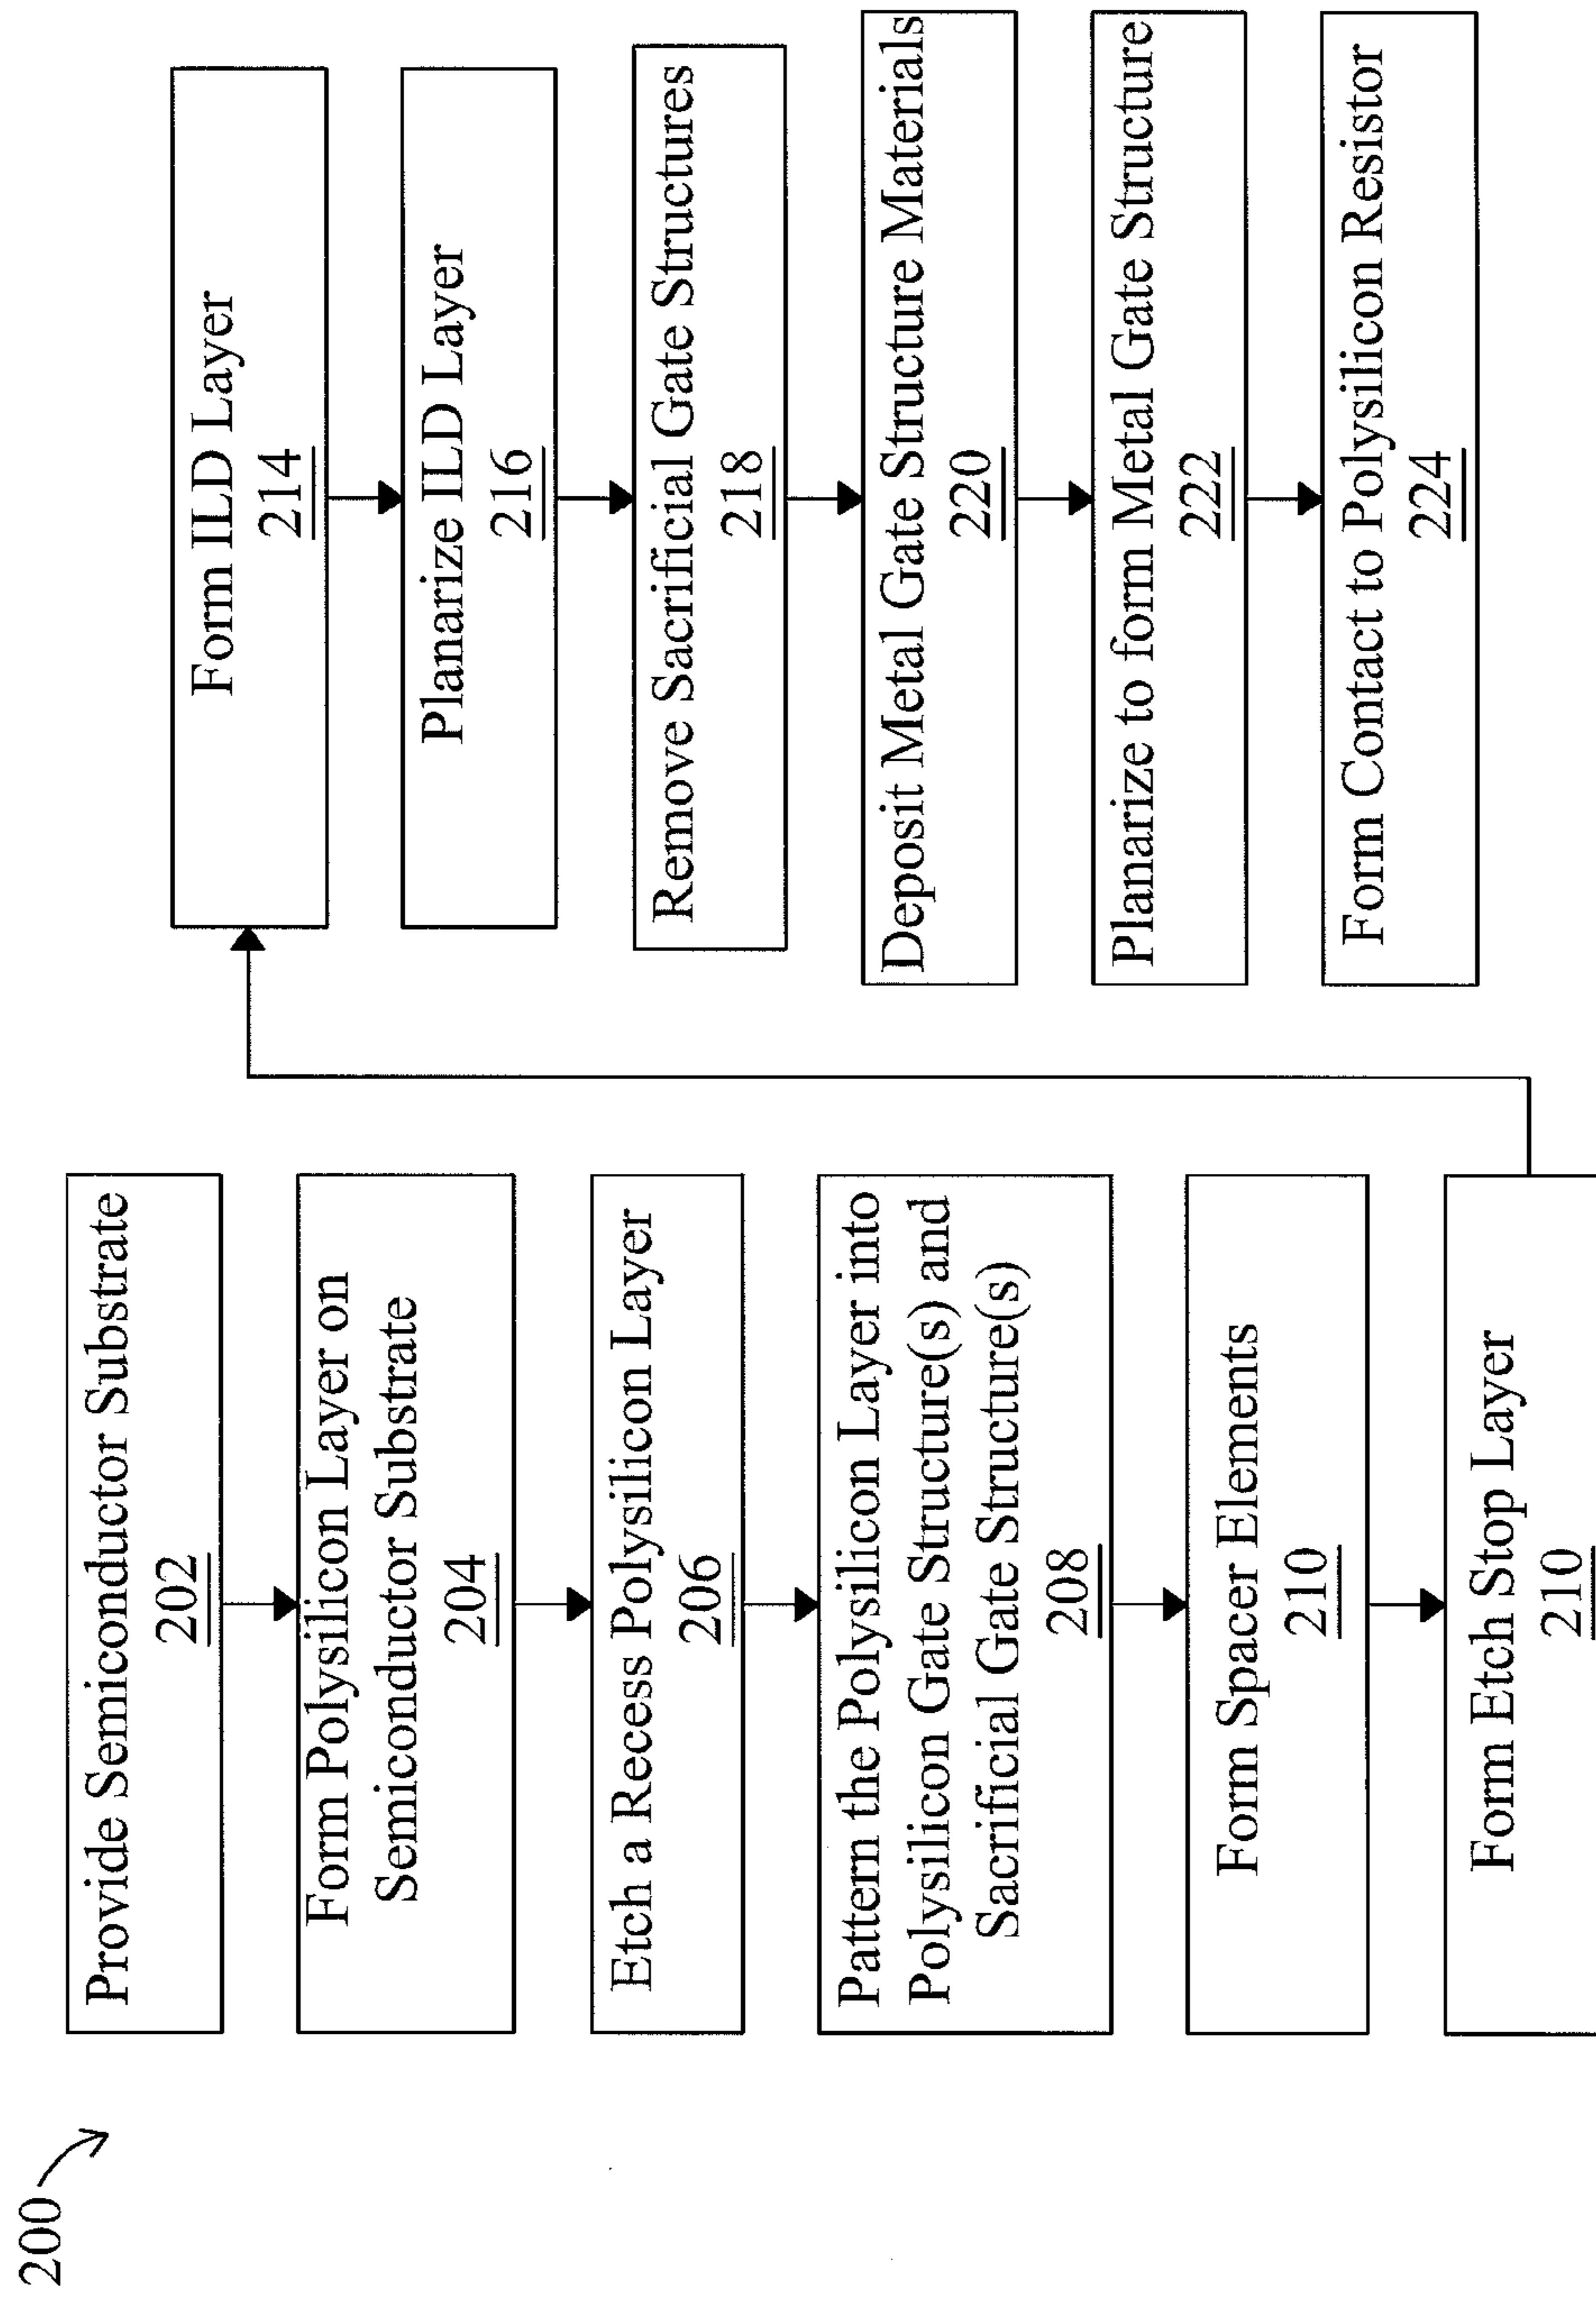 200
Provide Semiconductor Substrate
202
Form Polysilicon Layer on
Semiconductor Substrate
204
Etch a Recess Polysilicon Layer
206
Pattern the Polysilicon Layer into
Polysilicon Gate Structure(s) and
Sacrificial Gate Structure(s)
208
Form Spacer Elements
210
Form Etch Stop Layer
210
Form ILD Layer
214
Planarize ILD Layer
216
Remove Sacrificial Gate Structures
218
Deposit Metal Gate Structure Materials
220
Planarize to form Metal Gate Structure
222
Form Contact to Polysilicon Resistor
224